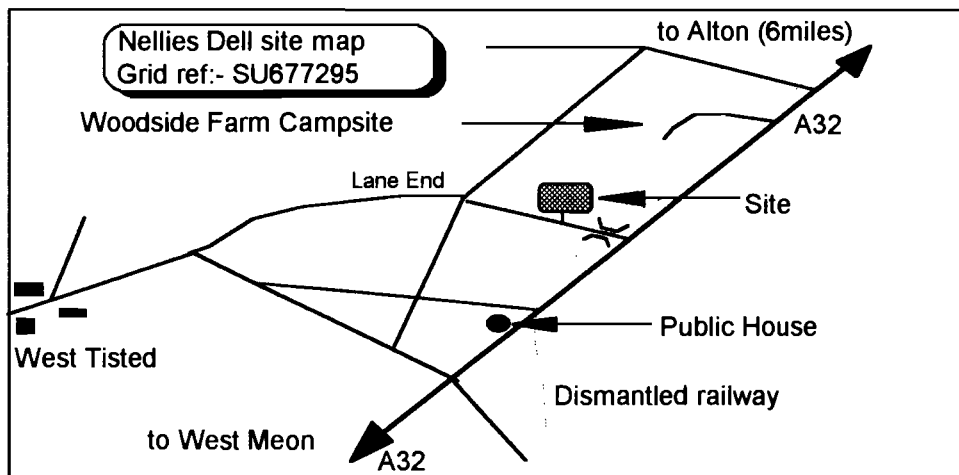 Nellies Dell site map
Grid ref:- SU677295
to Alton (6miles)
Woodside Farm Campsite
A32
Lane End
Site
Public House
West Tisted
Dismantled railway
to West Meon
A32